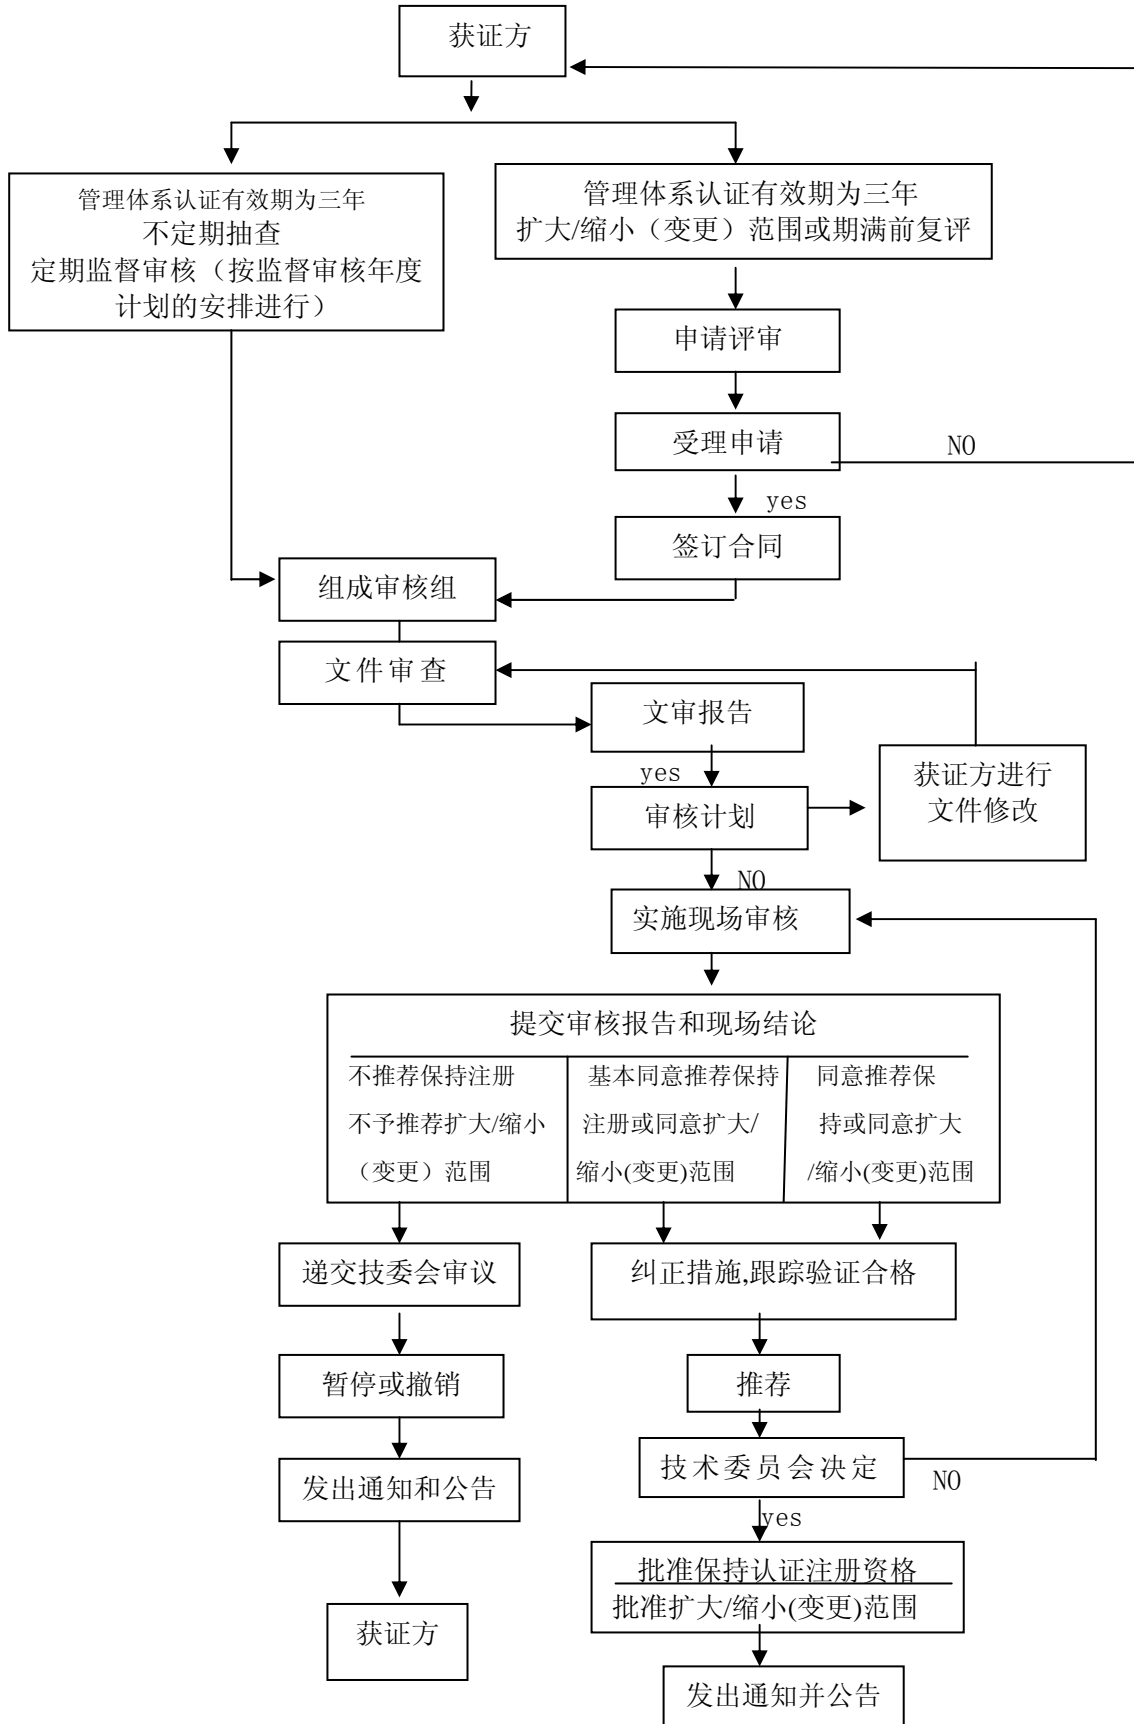 获证方
管理体系认证有效期为三年
不定期抽查
定期监督审核（按监督审核年度
计划的安排进行）
管理体系认证有效期为三年
扩大/缩小（变更）范围或期满前复评
申请评审
受理申请
NO
yes
签订合同
组成审核组
文件审查
文审报告
yes
获证方进行
文件修改
审核计划
NO
实施现场审核
提交审核报告和现场结论
不推荐保持注册
不予推荐扩大/缩小
（变更）范围
基本同意推荐保持
注册或同意扩大/
缩小(变更)范围
同意推荐保
持或同意扩大
/缩小(变更)范围
递交技委会审议
纠正措施,跟踪验证合格
暂停或撤销
推荐
发出通知和公告
技术委员会决定
NO
yes
批准保持认证注册资格
批准扩大/缩小(变更)范围
获证方
发出通知并公告